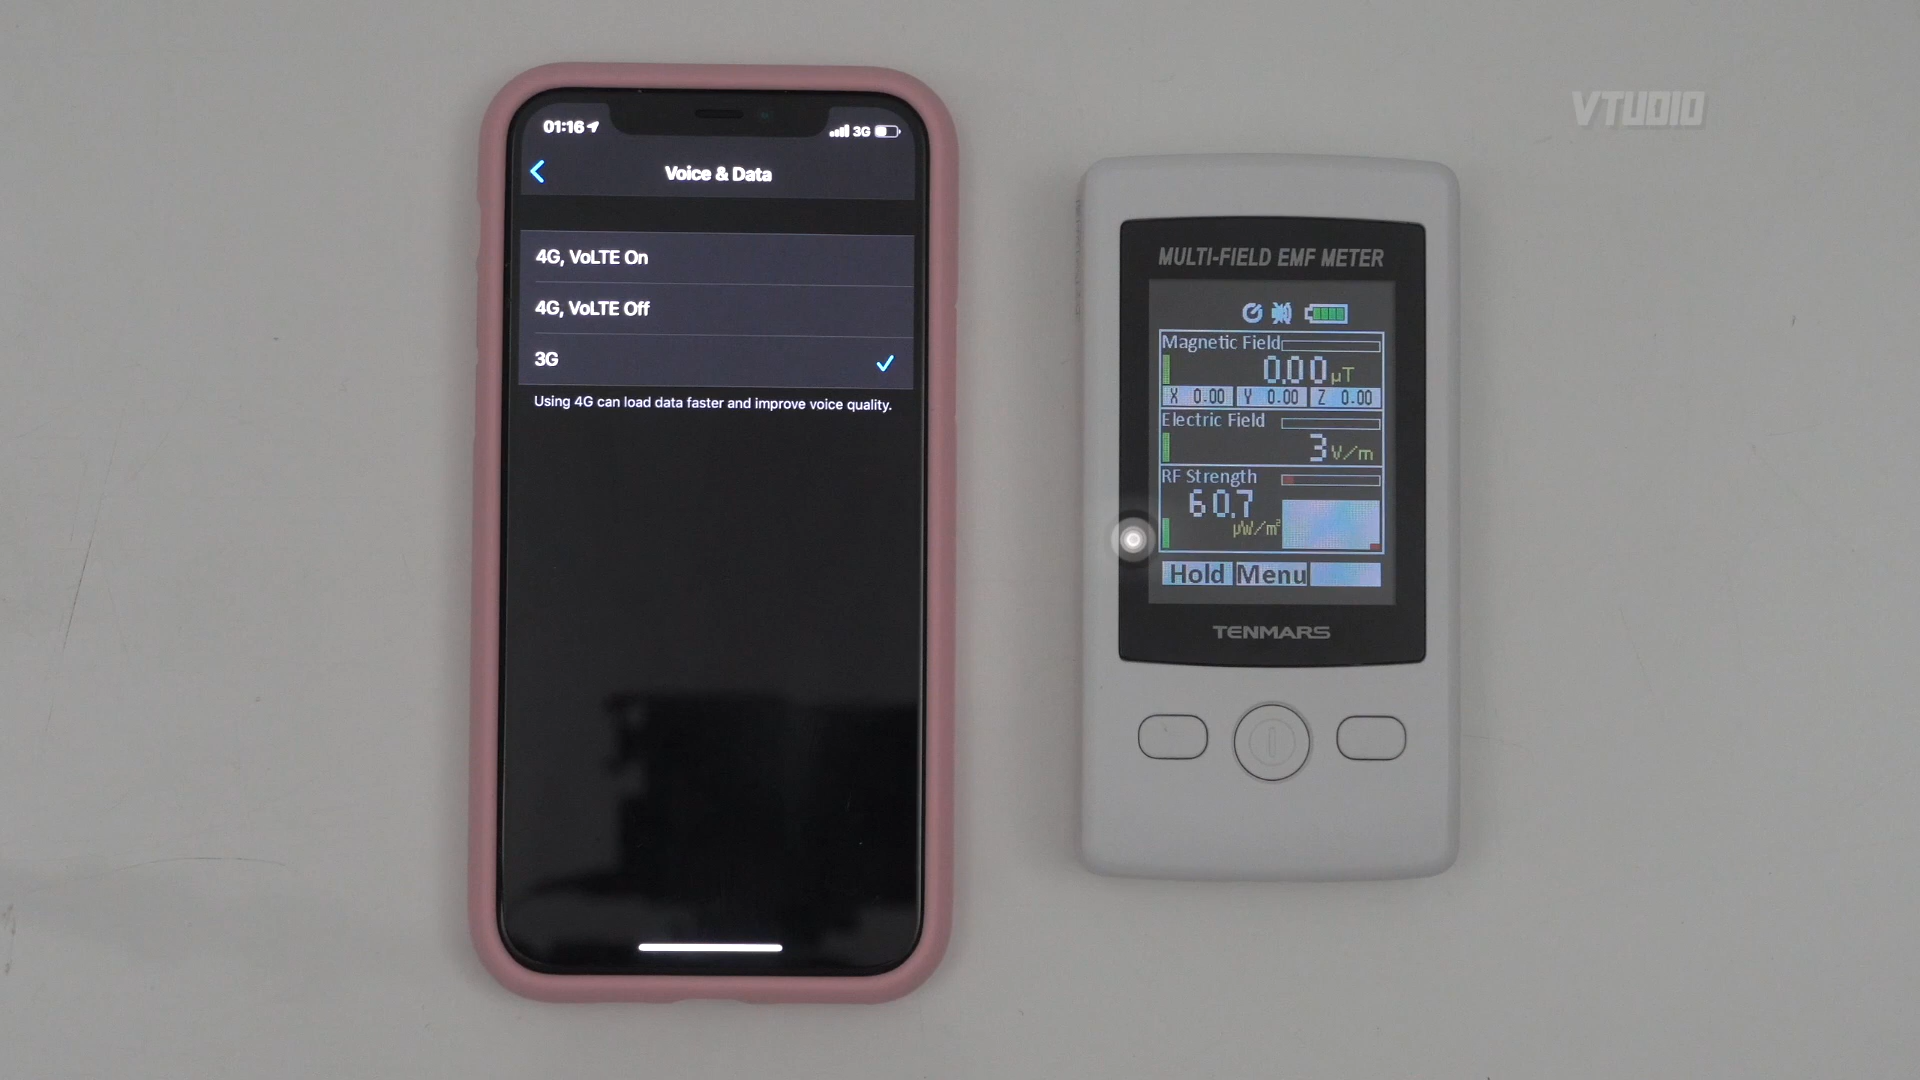 VTUDIO
01:16
3G
Voice & Data
4G, VoLTE On
4G, VoLTE Off
3G
Using 4G can load data faster and improve voice quality.
MULTI-FIELD EMF METER
Magnetic Field
0.00 µT
X 0.00 Y 0.00 Z 0.00
Electric Field
3 V/m
RF Strength
60.7
µW/m²
Hold Menu
TENMARS